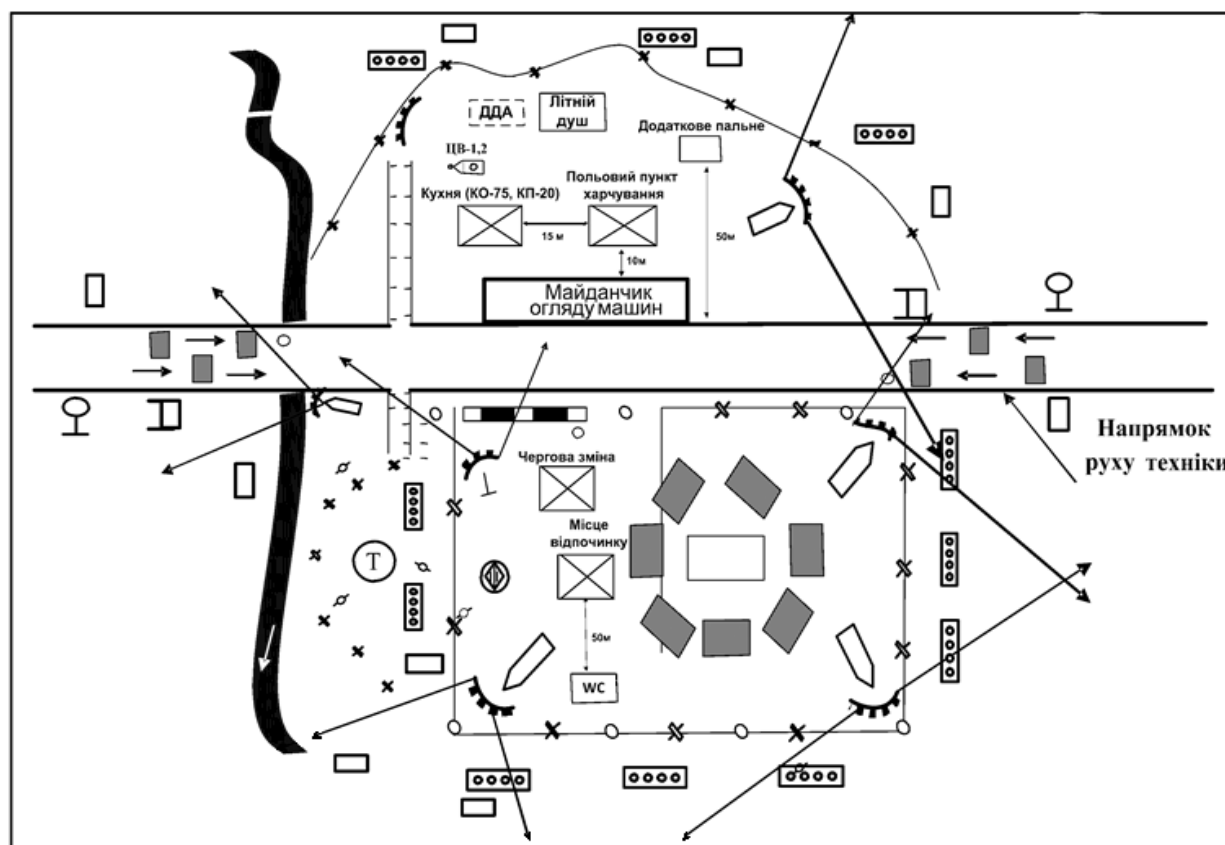 ДДА
Літній
душ
Додаткове пальне
ЦВ-1,2
Кухня (КО-75, КП-20)
Польовий пункт
харчування
15 м
10м
50м
Майданчик
огляду машин
Напрямок
руху техніки
Чергова зміна
Місце
відпочинку
Т
50м
WC